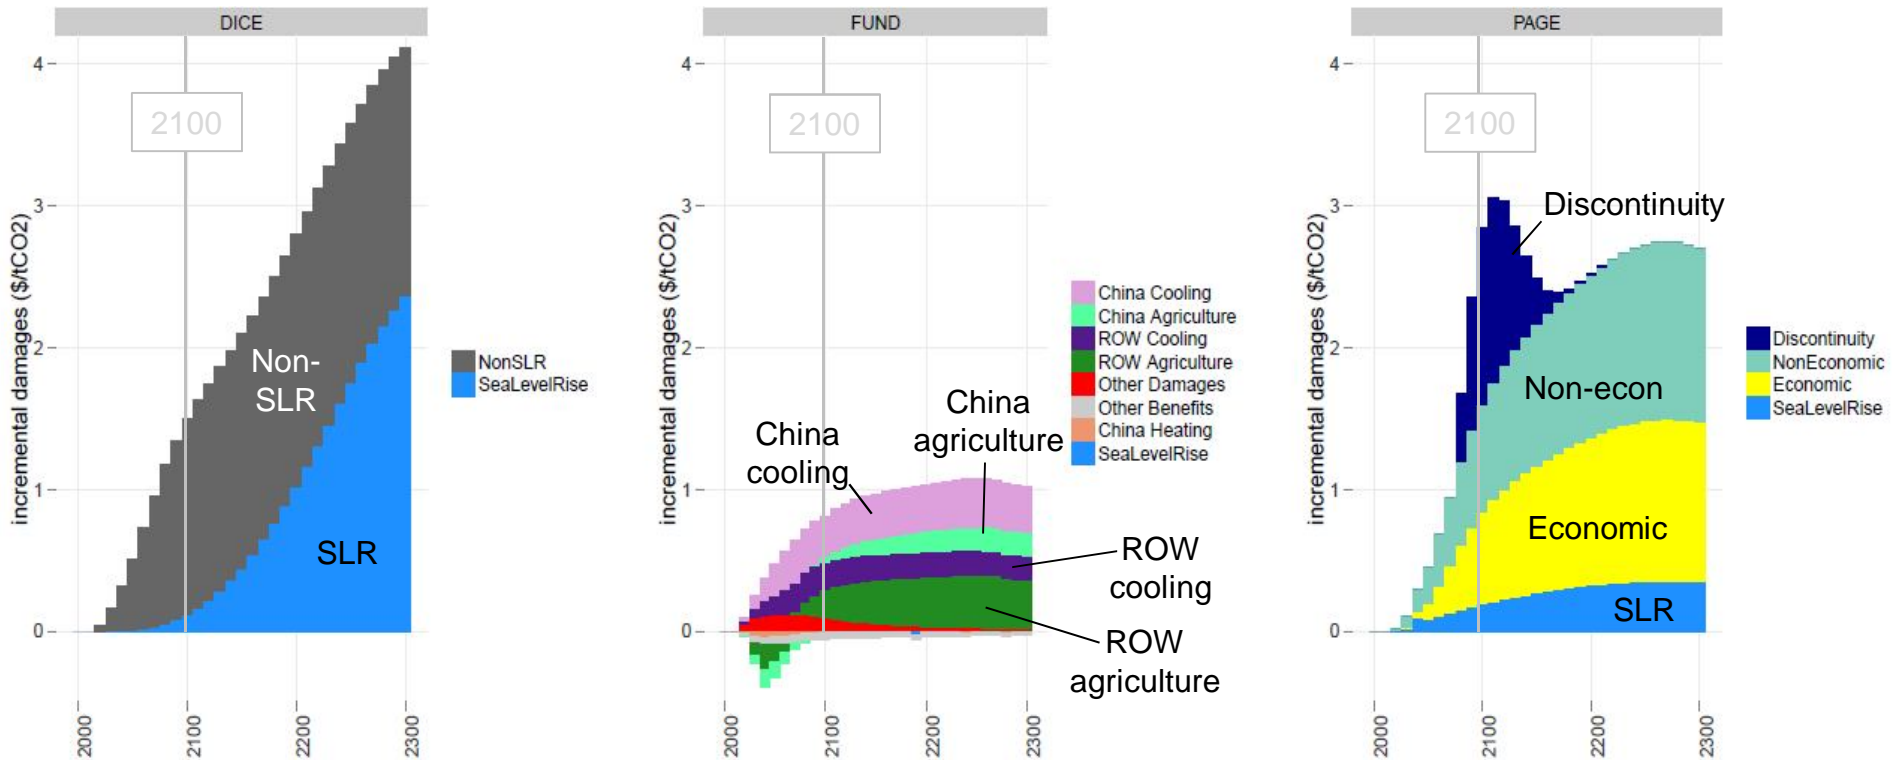 DICE
incremental damages ($/tCO2)
4
3
2
1
0
2100
Non-
SLR
SLR
2000
2100
2200
2300
NonSLR
SeaLevelRise
FUND
incremental damages ($/tCO2)
4
3
2
1
0
2100
China
cooling
China
agriculture
ROW
cooling
ROW
agriculture
2000
2100
2200
2300
China Cooling
China Agriculture
ROW Cooling
ROW Agriculture
Other Damages
Other Benefits
China Heating
SeaLevelRise
PAGE
incremental damages ($/tCO2)
4
3
2
1
0
2100
Discontinuity
Non-econ
Economic
SLR
2000
2100
2200
2300
Discontinuity
NonEconomic
Economic
SeaLevelRise